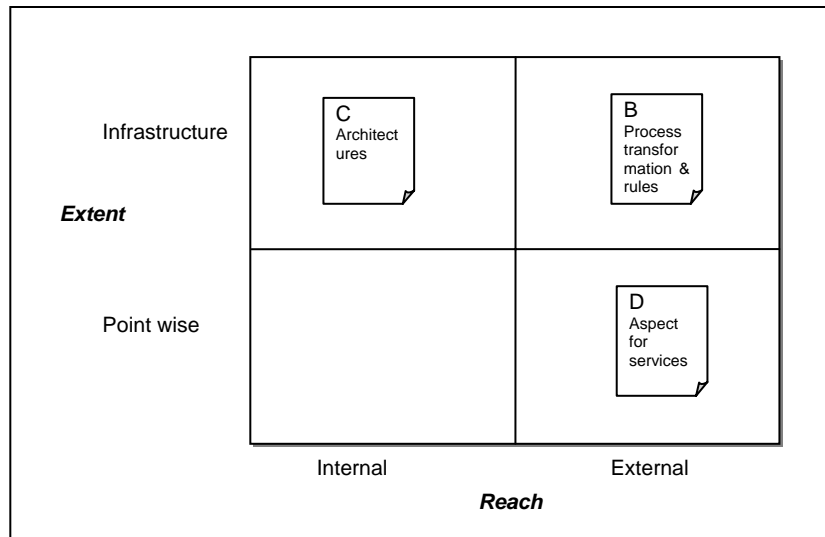 Infrastructure
C
Architect
ures
B
Process
transfor
mation &
rules
Extent
Point wise
D
Aspect
for
services
Internal
External
Reach